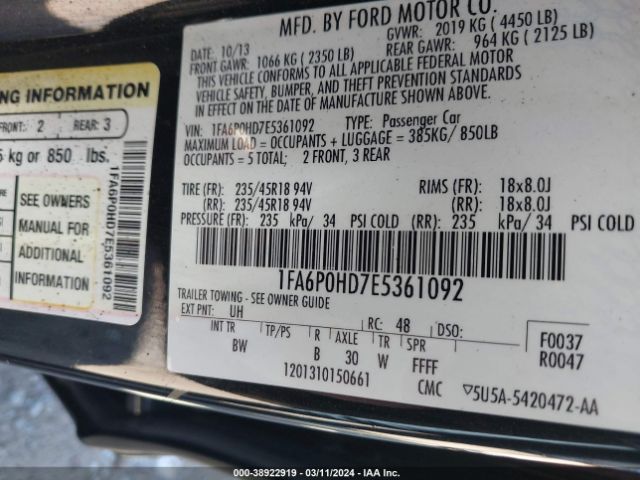 MFD. BY FORD MOTOR CO.
DATE: 10/13 GVWR: 2019 KG (4450 LB)
FRONT GAWR: 1066 KG (2350 LB) REAR GAWR: 964 KG (2125 LB)
THIS VEHICLE CONFORMS TO ALL APPLICABLE FEDERAL MOTOR
VEHICLE SAFETY, BUMPER, AND THEFT PREVENTION STANDARDS
IN EFFECT ON THE DATE OF MANUFACTURE SHOWN ABOVE.
VIN: 1FA6P0HD7E5361092 TYPE: Passenger Car
MAXIMUM LOAD = OCCUPANTS + LUGGAGE = 385KG/ 850LB
OCCUPANTS = 5 TOTAL; 2 FRONT, 3 REAR
TIRE (FR): 235/45R18 94V RIMS (FR): 18x8.0J
(RR): 235/45R18 94V (RR): 18x8.0J
PRESSURE (FR): 235 kPa/ 34 PSI COLD (RR): 235 kPa/ 34 PSI COLD
1FA6P0HD7E5361092
TRAILER TOWING - SEE OWNER GUIDE
EXT PNT: UH RC: 48 DSO:
INT TR TP/PS R AXLE TR SPR F0037
BW B 30 W FFFF R0047
1201310150661 CMC ▽5U5A-5420472-AA
NG INFORMATION
FRONT: 2 REAR: 3
5 kg or 850 lbs.
SEE OWNERS
MANUAL FOR
ADDITIONAL
INFORMATION
1FA6P0HD7E5361092
000-38922919 - 03/11/2024 - IAA Inc.